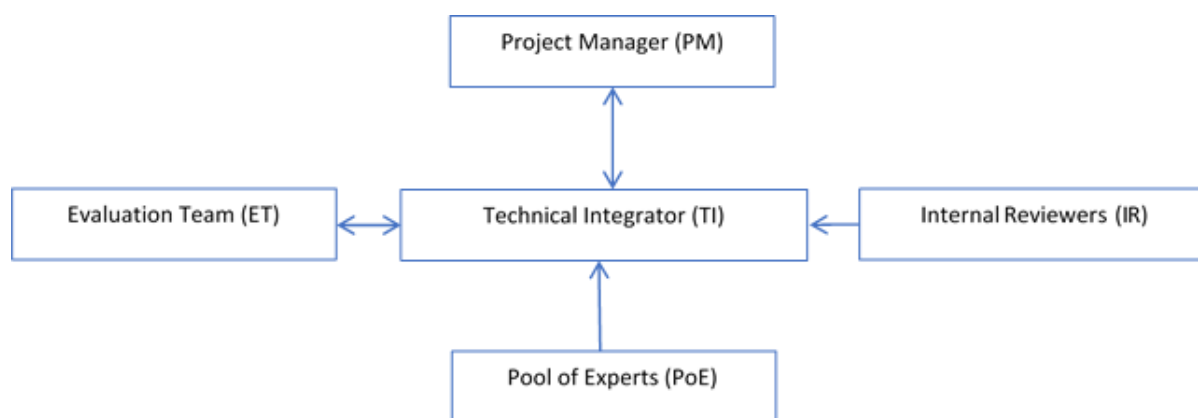 Project Manager (PM)
Evaluation Team (ET)
Technical Integrator (TI)
Internal Reviewers (IR)
Pool of Experts (PoE)